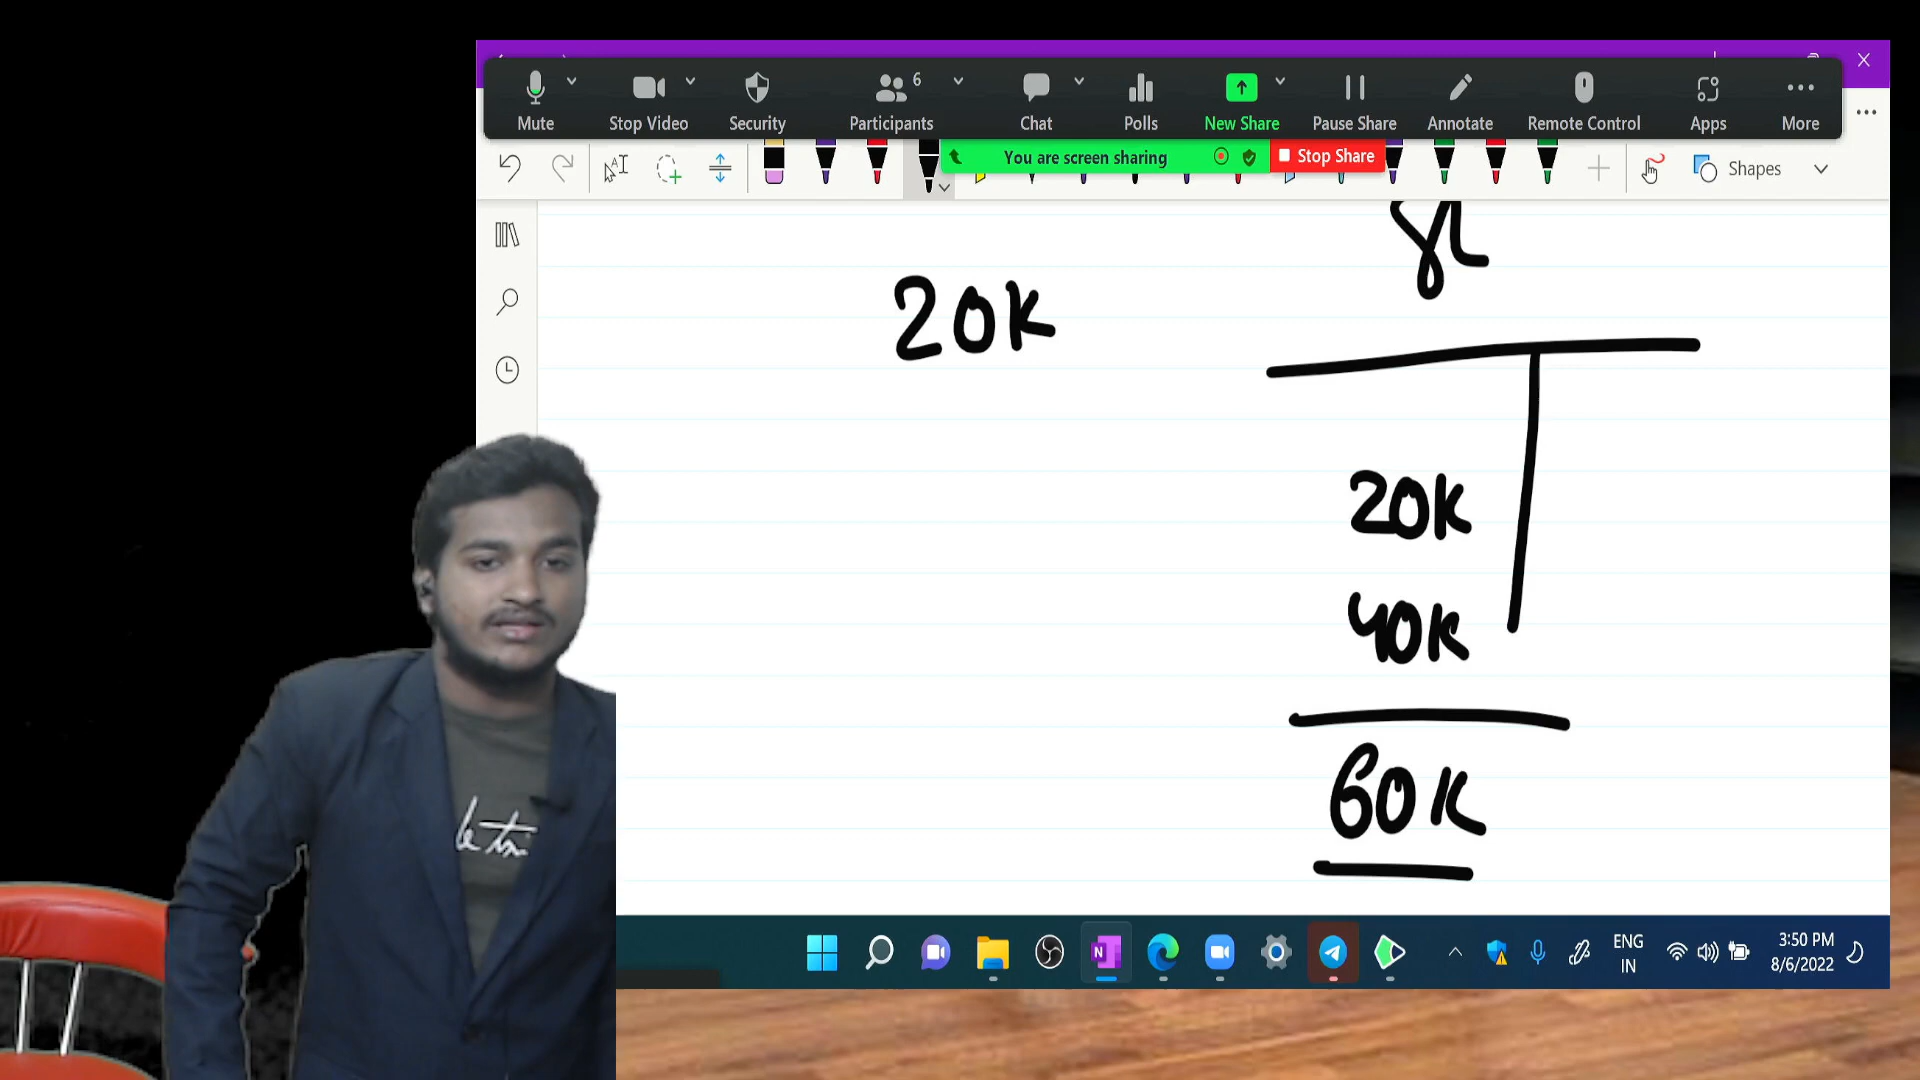 Mute
Stop Video
Security
Participants
6
Chat
Polls
New Share
Pause Share
Annotate
Remote Control
Apps
More
You are screen sharing
Stop Share
Shapes
20K
20K
40K
60K
ENG
IN
3:50 PM
8/6/2022